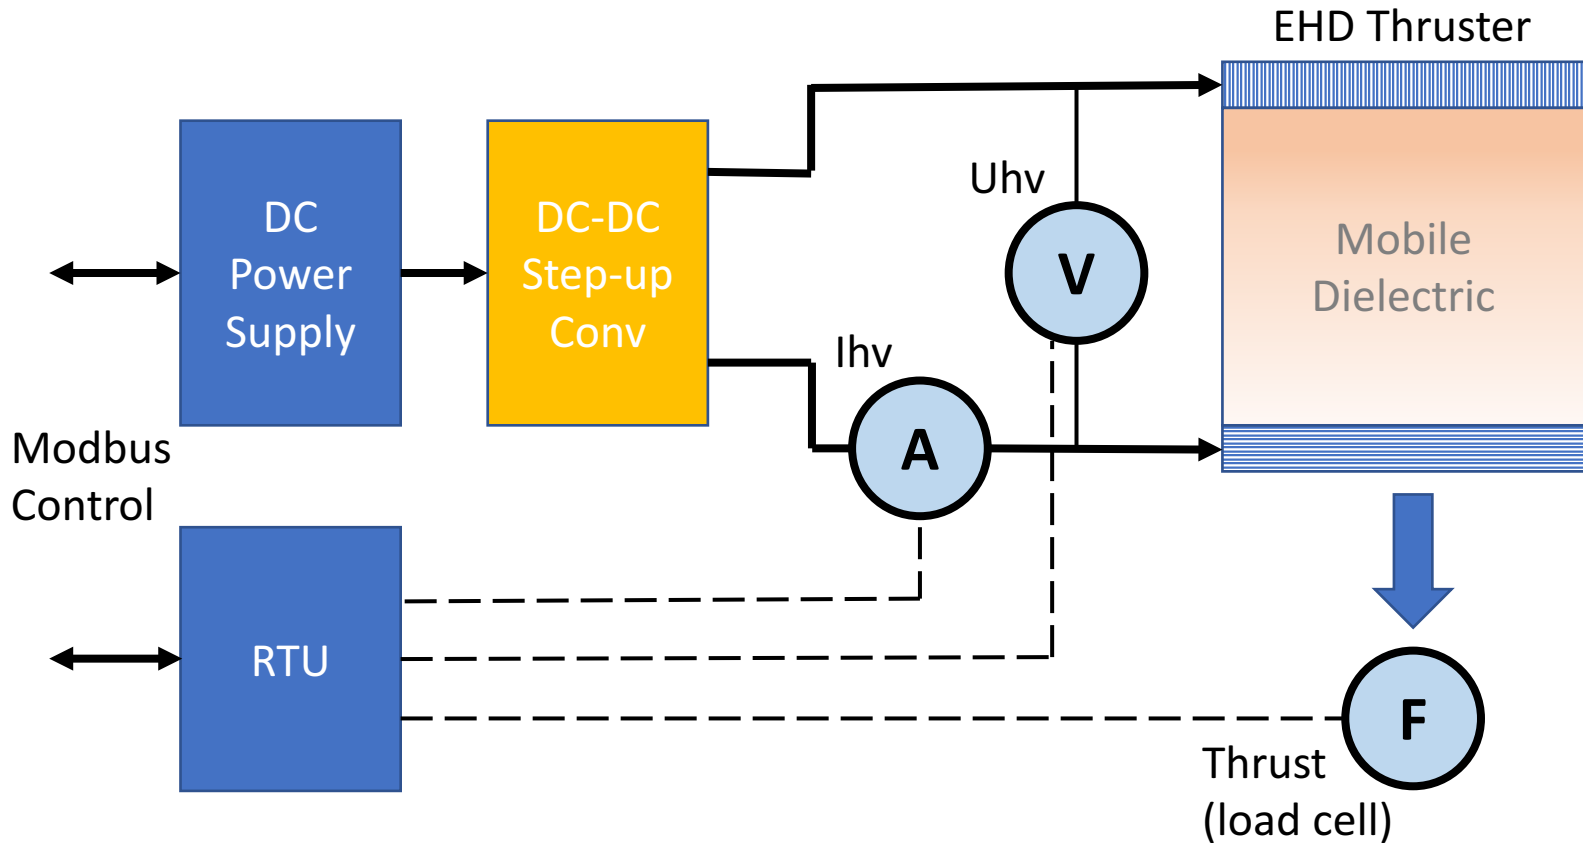 EHD Thruster
DC
Power
Supply
DC-DC
Step-up
Conv
Uhv
V
Mobile
Dielectric
Ihv
A
Modbus
Control
RTU
F
Thrust
(load cell)